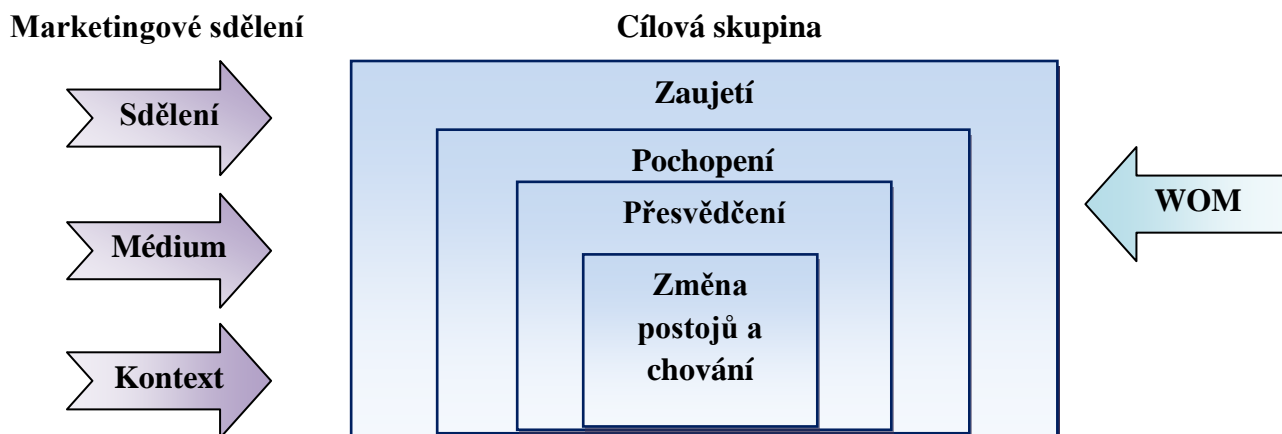 Marketingové sdělení
Cílová skupina
Sdělení
Médium
Kontext
Zaujetí
Pochopení
Přesvědčení
Změna
postojů a
chování
WOM